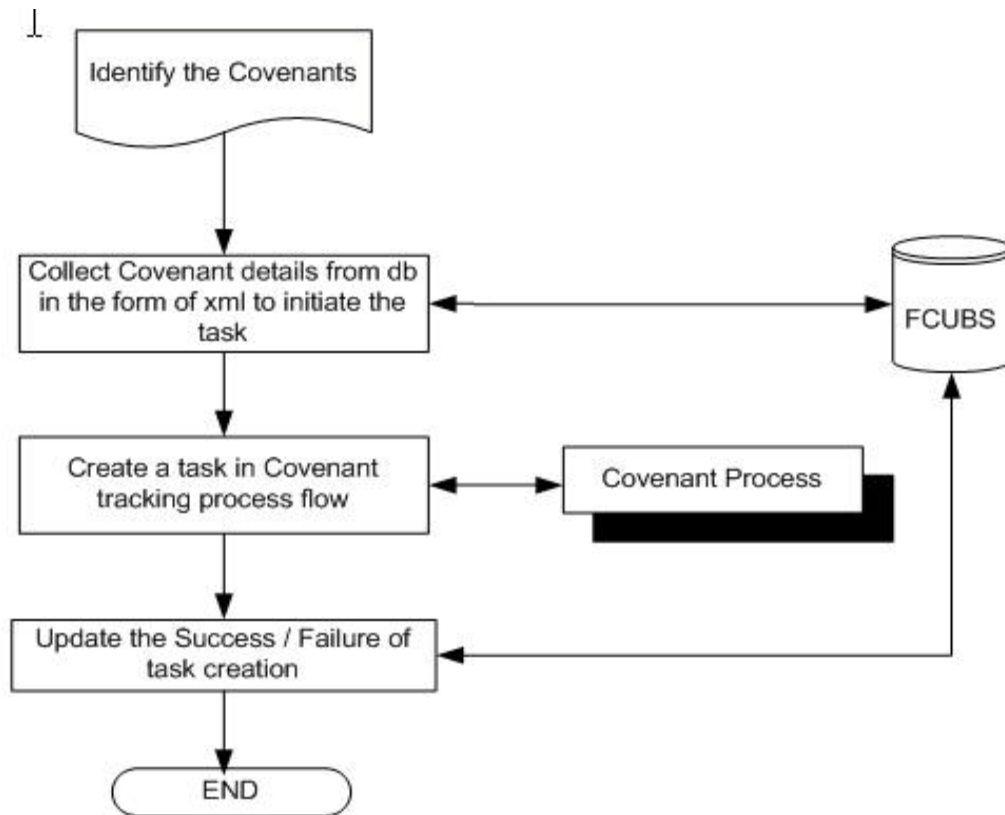 Identify the Covenants
Collect Covenant details from db
in the form of xml to initiate the
task
FCUBS
Create a task in Covenant
tracking process flow
Covenant Process
Update the Success / Failure of
task creation
END